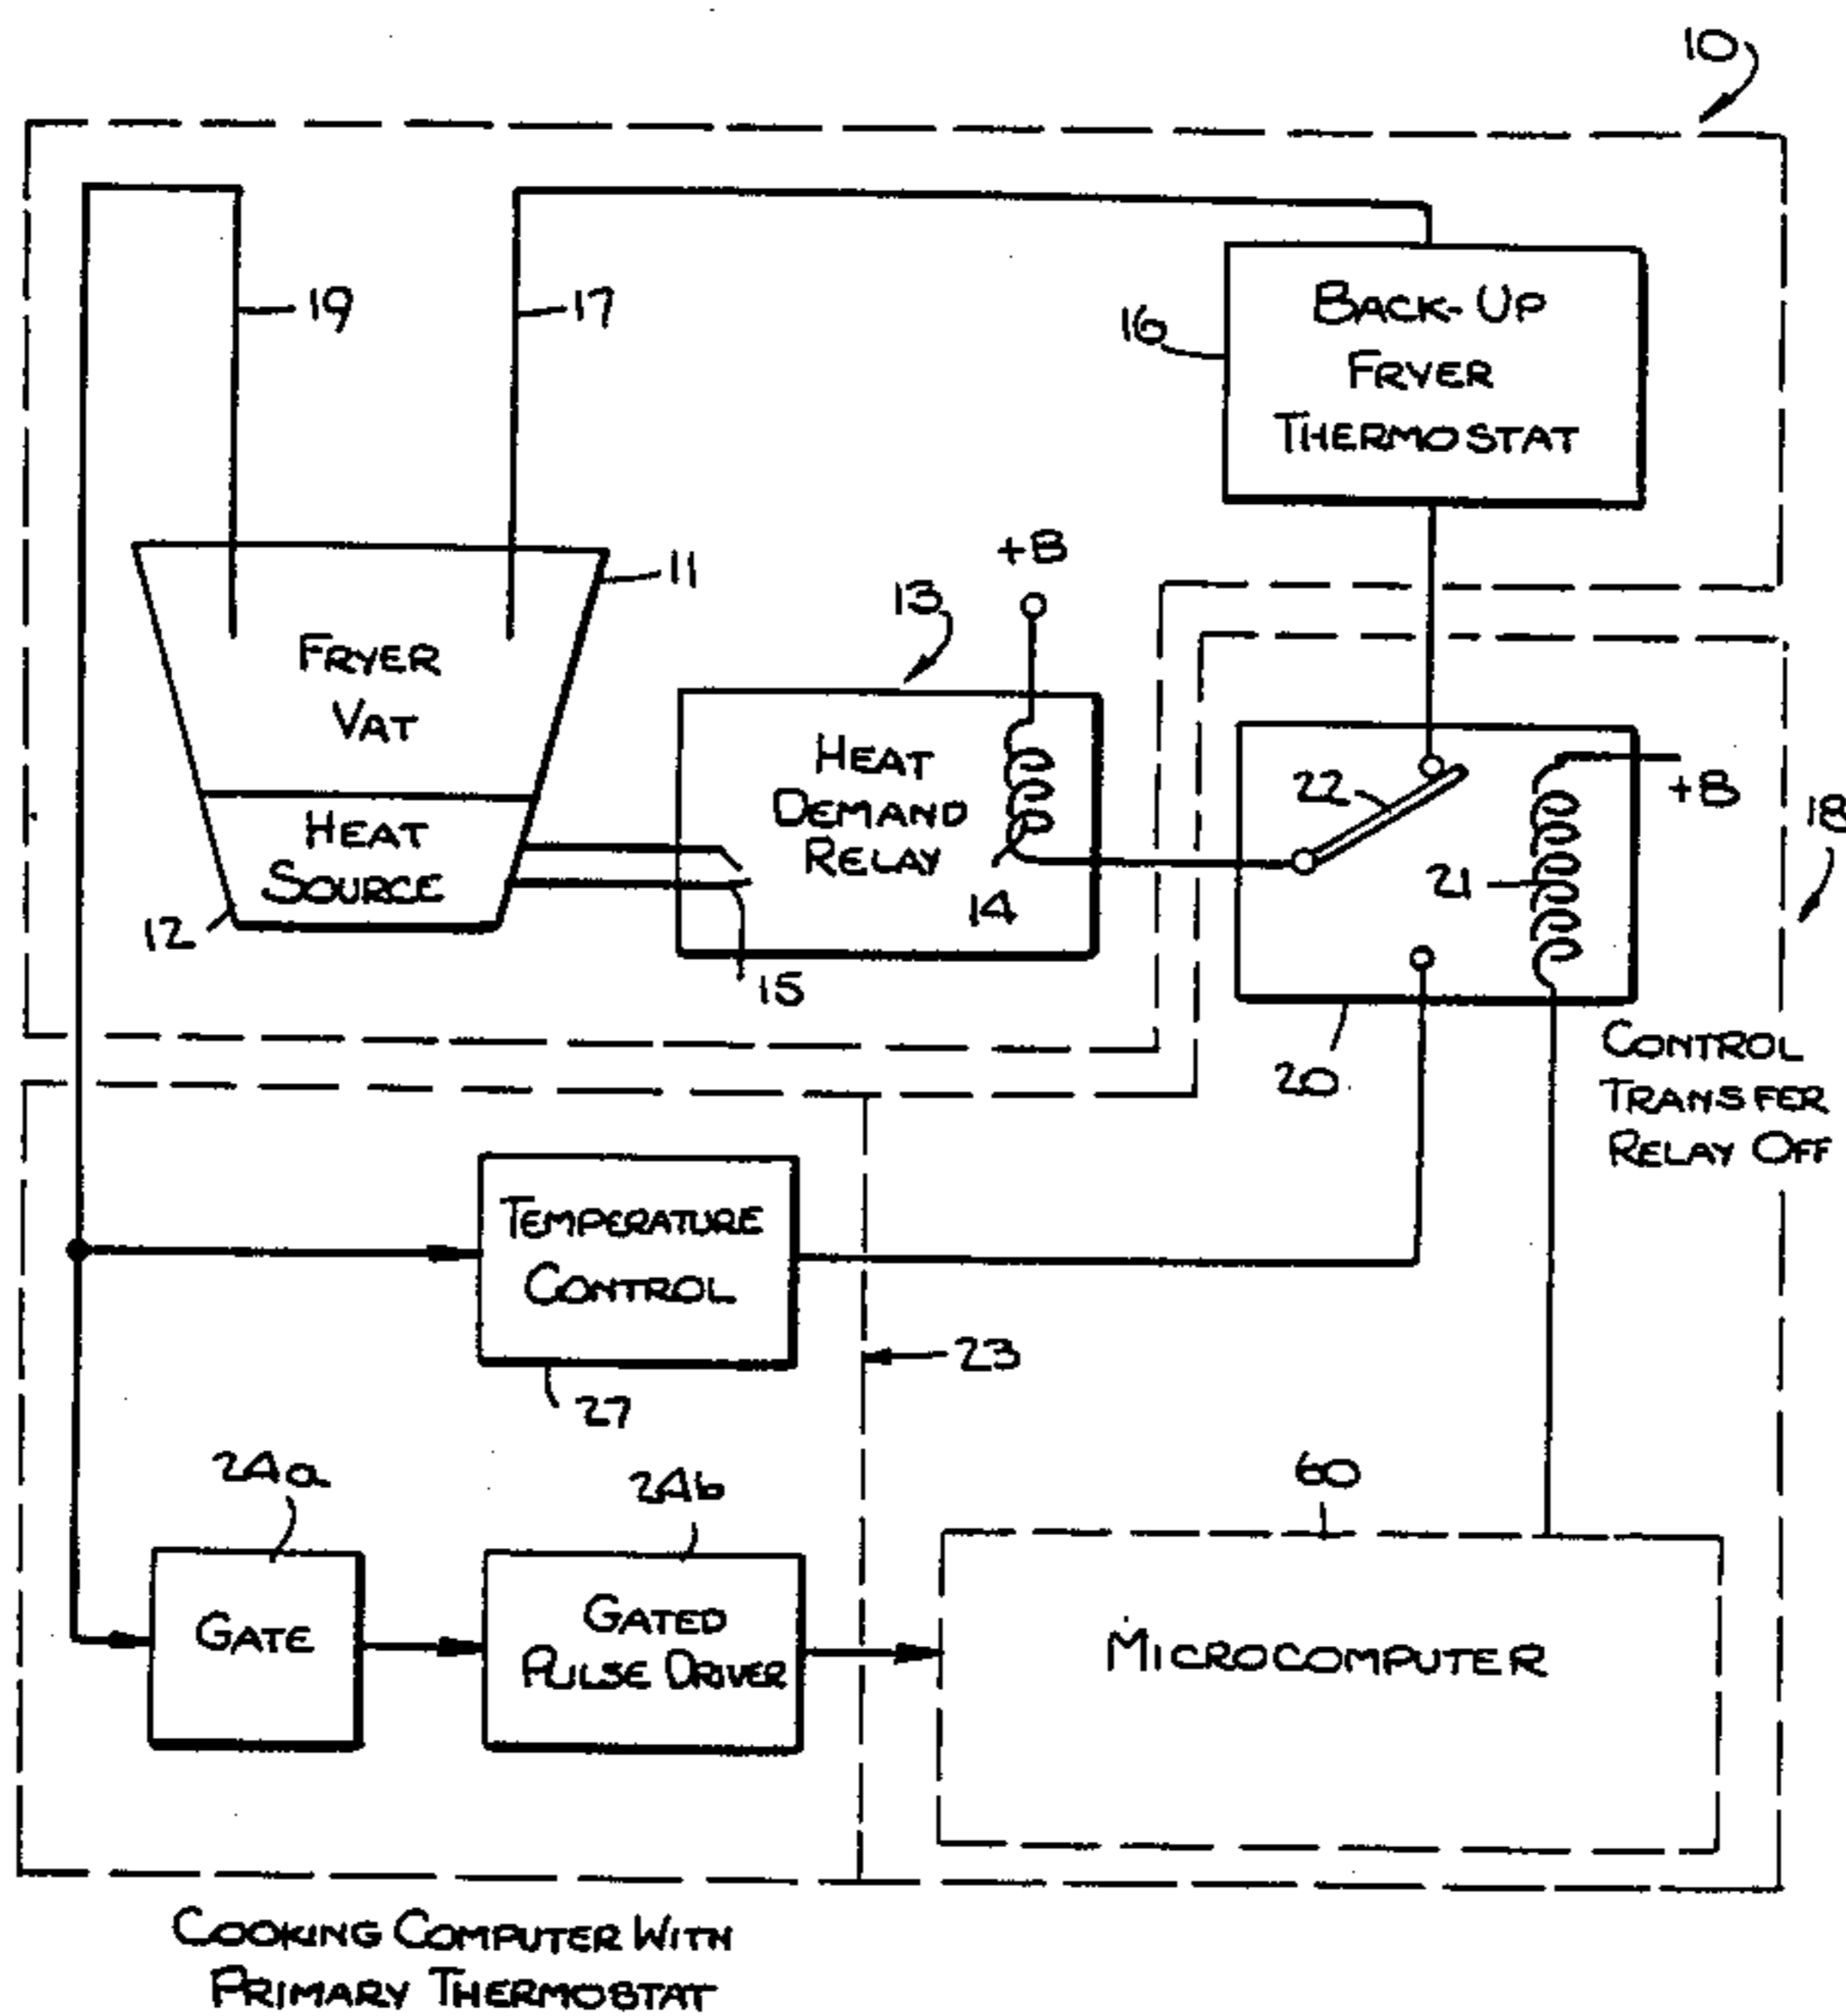 10
19
17
16
BACK-UP
FRYER
THERMOSTAT
11
+B
13
FRYER
VAT
HEAT
DEMAND
RELAY
22
+B
18
HEAT
SOURCE
21
14
12
15
20
CONTROL
TRANSFER
RELAY OFF
TEMPERATURE
CONTROL
23
27
24a
24b
60
GATE
GATED
PULSE DRIVER
MICROCOMPUTER
COOKING COMPUTER WITH
PRIMARY THERMOSTAT